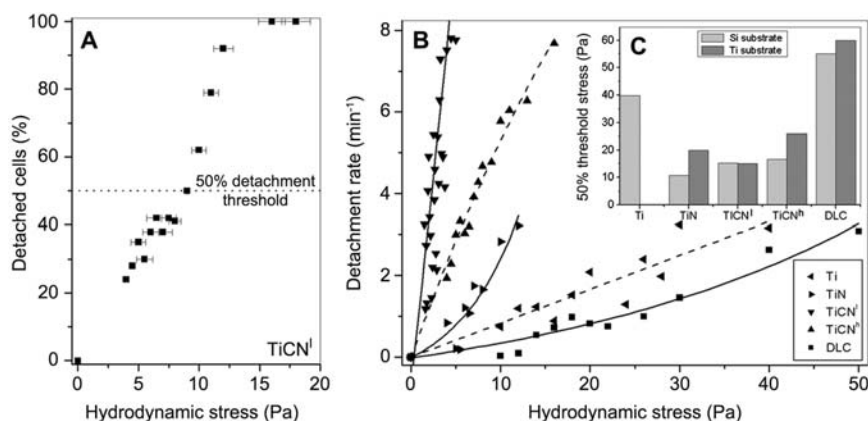 A
Detached cells (%)
100
80
60
40
20
0
50% detachment
threshold
TiCN^l
0 5 10 15 20
Hydrodynamic stress (Pa)
B
Detachment rate (min⁻¹)
8
6
4
2
0
0 10 20 30 40 50
Hydrodynamic stress (Pa)
C
50% threshold stress (Pa)
60
50
40
30
20
10
Si substrate
Ti substrate
Ti TiN TICN^l TiCN^h DLC
Ti
TiN
TiCN^l
TiCN^h
DLC